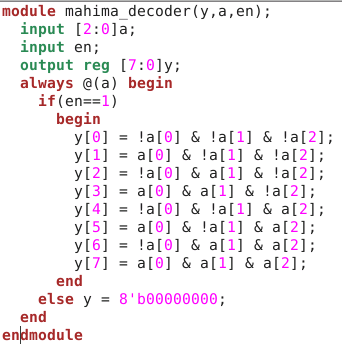 module mahima_decoder(y,a,en);
  input [2:0]a;
  input en;
  output reg [7:0]y;
  always @(a) begin
    if(en==1)
      begin
        y[0] = !a[0] & !a[1] & !a[2];
        y[1] = a[0] & !a[1] & !a[2];
        y[2] = !a[0] & a[1] & !a[2];
        y[3] = a[0] & a[1] & !a[2];
        y[4] = !a[0] & !a[1] & a[2];
        y[5] = a[0] & !a[1] & a[2];
        y[6] = !a[0] & a[1] & a[2];
        y[7] = a[0] & a[1] & a[2];
      end
    else y = 8'b00000000;
  end
endmodule